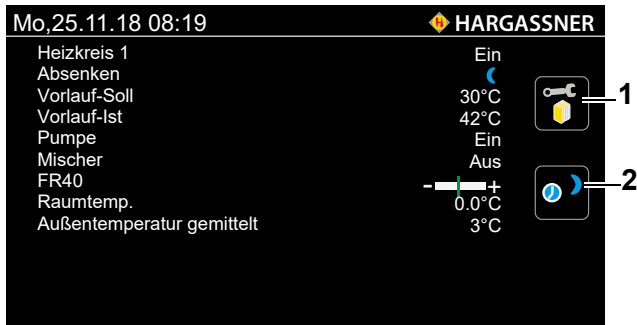 Mo,25.11.18 08:19 HARGASSNER
Heizkreis 1 Ein
Absenken
Vorlauf-Soll 30°C
Vorlauf-Ist 42°C
Pumpe Ein
Mischer Aus
FR40 - +
Raumtemp. 0.0°C
Außentemperatur gemittelt 3°C
1
2